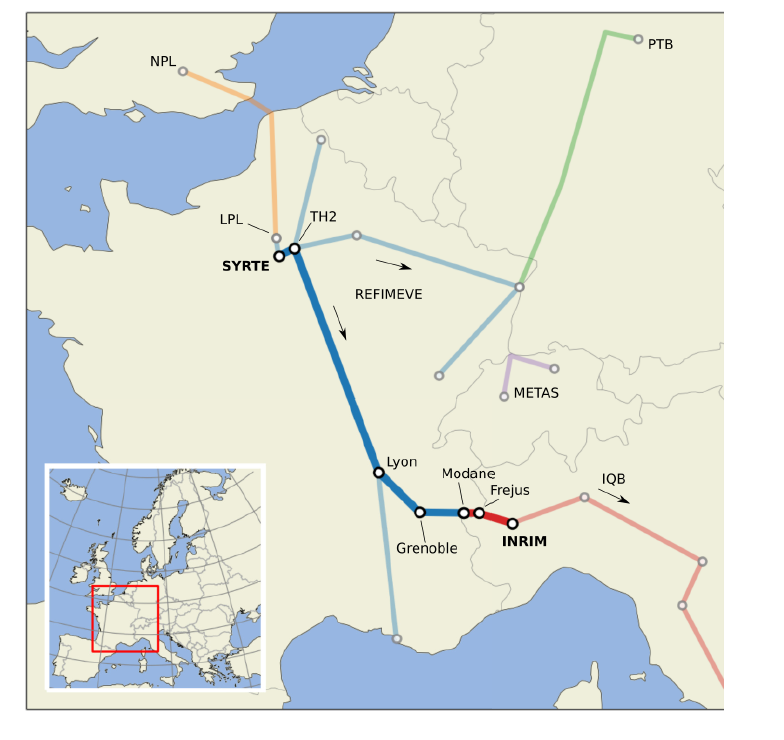 PTB
NPL
LPL
TH2
SYRTE
REFIMEVE
METAS
Lyon
Modane
Frejus
IQB
Grenoble
INRIM